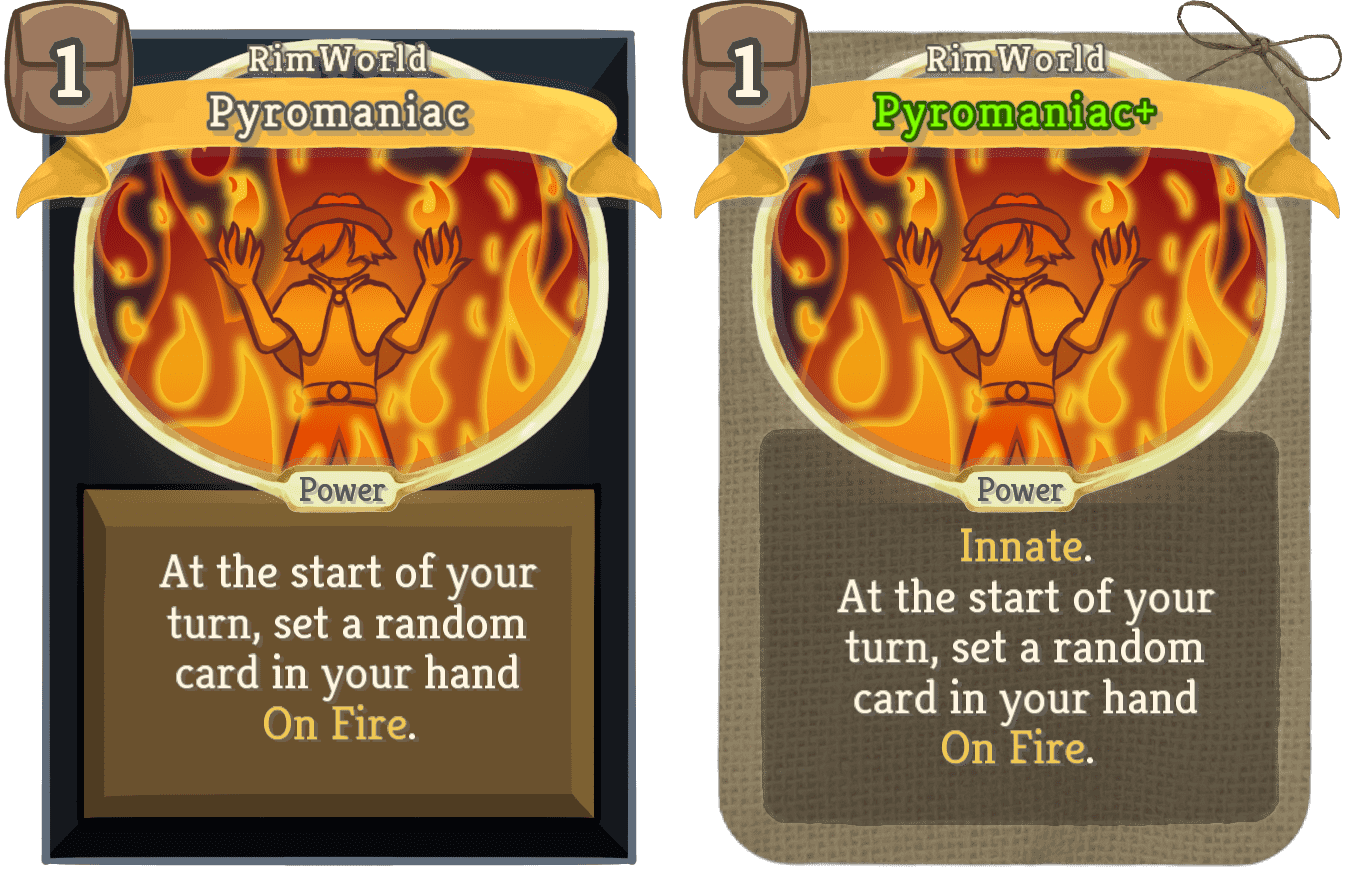 1
RimWorld
Pyromaniac
Power
At the start of your
turn, set a random
card in your hand
On Fire.
1
RimWorld
Pyromaniac+
Power
Innate.
At the start of your
turn, set a random
card in your hand
On Fire.